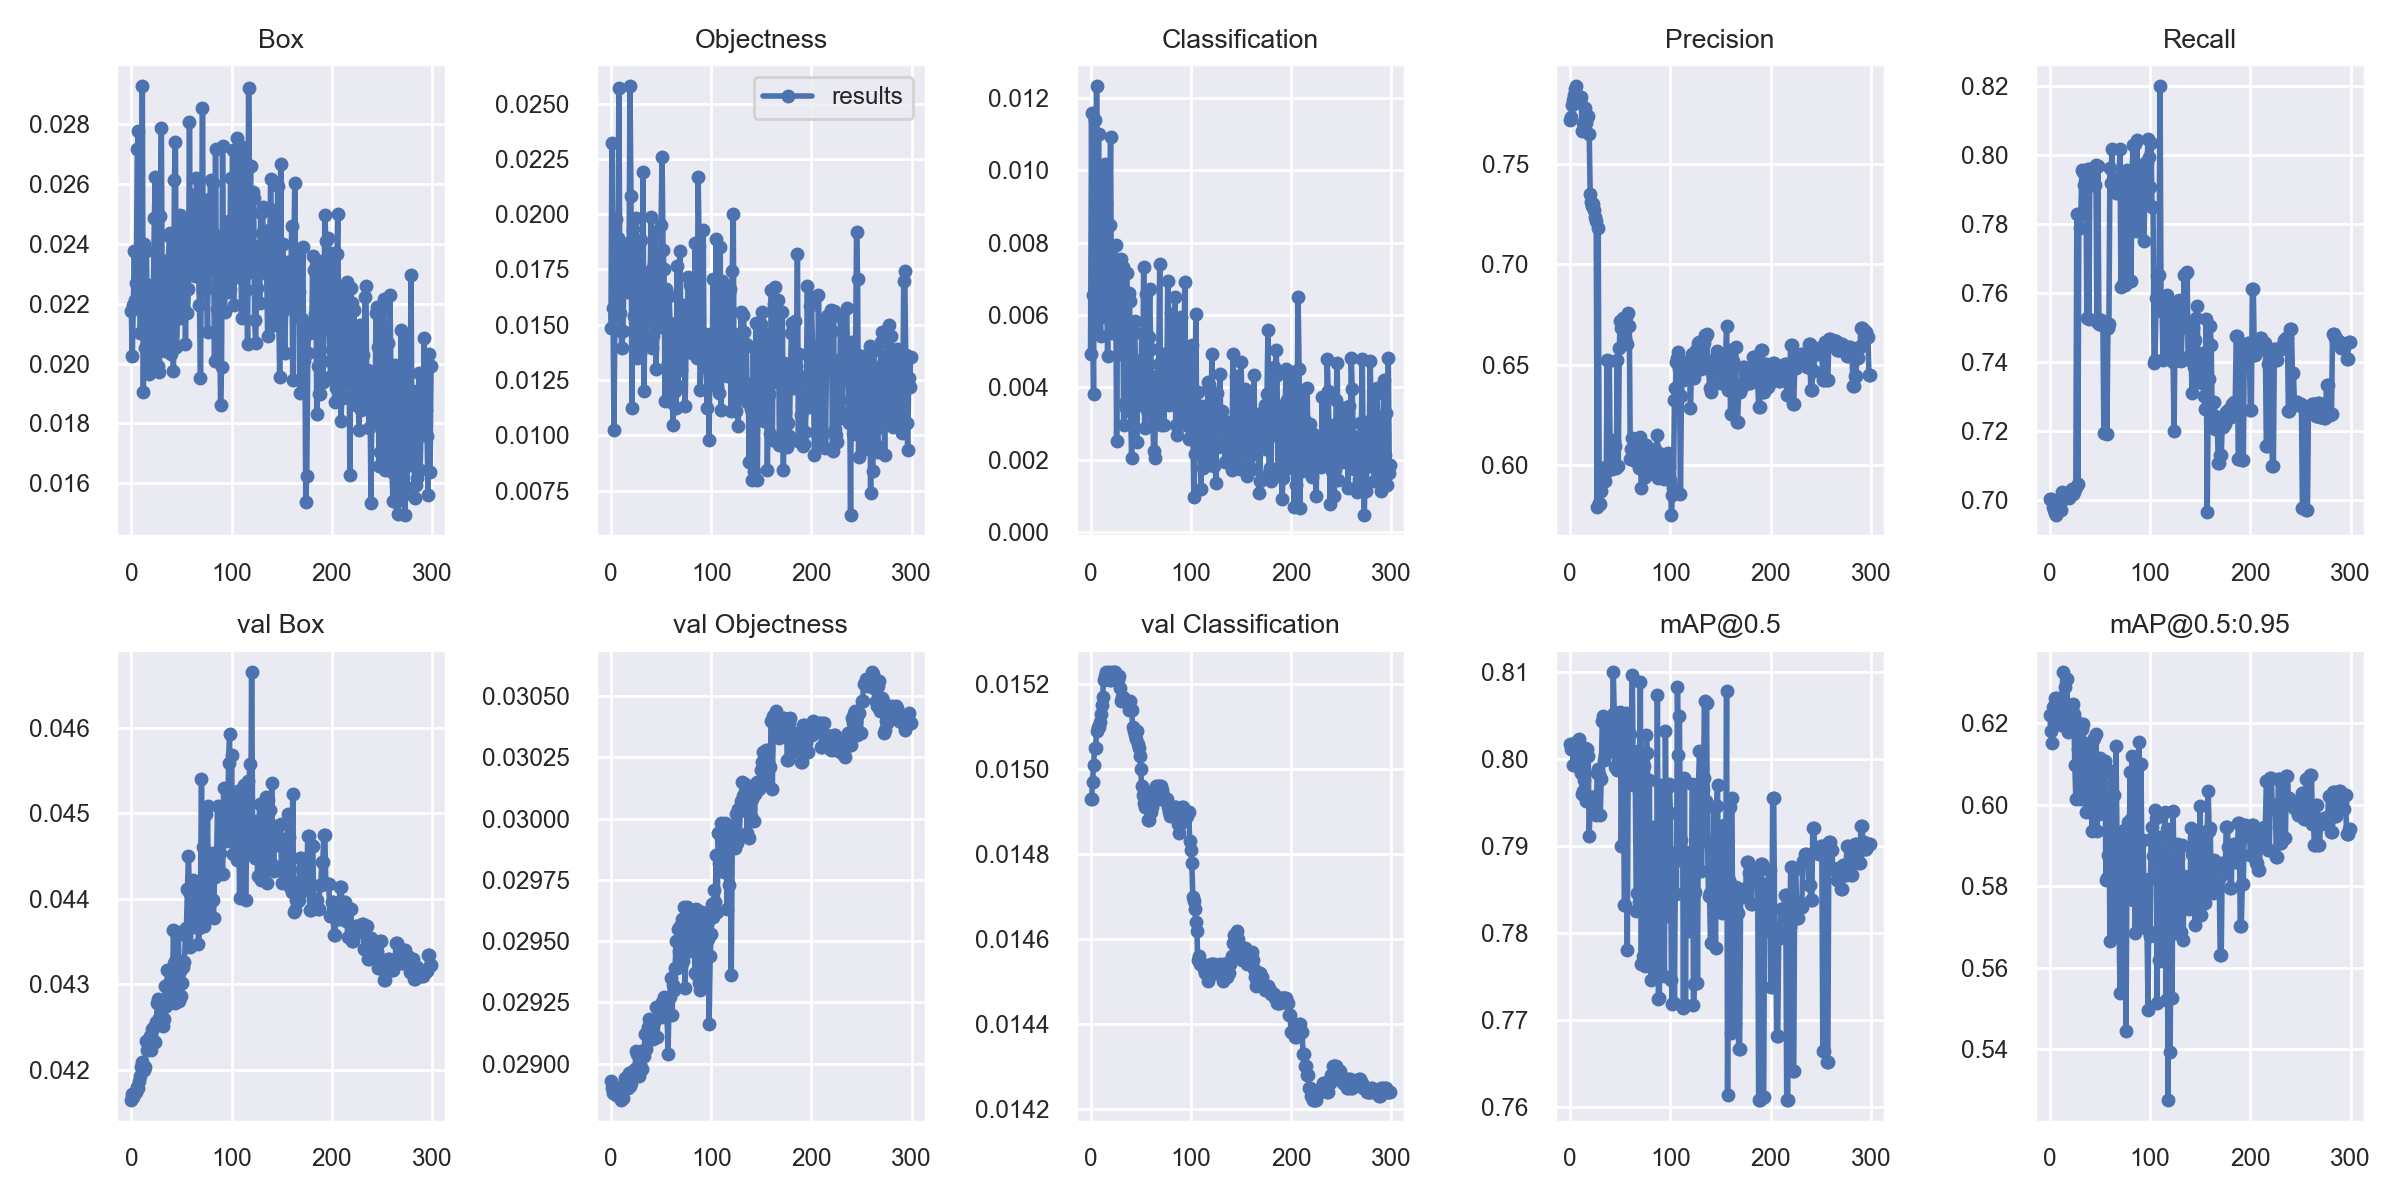 Box
Objectness
Classification
Precision
Recall
results
0.028
0.026
0.024
0.022
0.020
0.018
0.016
0 100 200 300
0.0250
0.0225
0.0200
0.0175
0.0150
0.0125
0.0100
0.0075
0 100 200 300
0.012
0.010
0.008
0.006
0.004
0.002
0.000
0 100 200 300
0.75
0.70
0.65
0.60
0 100 200 300
0.82
0.80
0.78
0.76
0.74
0.72
0.70
0 100 200 300
val Box
val Objectness
val Classification
mAP@0.5
mAP@0.5:0.95
0.046
0.045
0.044
0.043
0.042
0 100 200 300
0.03050
0.03025
0.03000
0.02975
0.02950
0.02925
0.02900
0 100 200 300
0.0152
0.0150
0.0148
0.0146
0.0144
0.0142
0 100 200 300
0.81
0.80
0.79
0.78
0.77
0.76
0 100 200 300
0.62
0.60
0.58
0.56
0.54
0 100 200 300